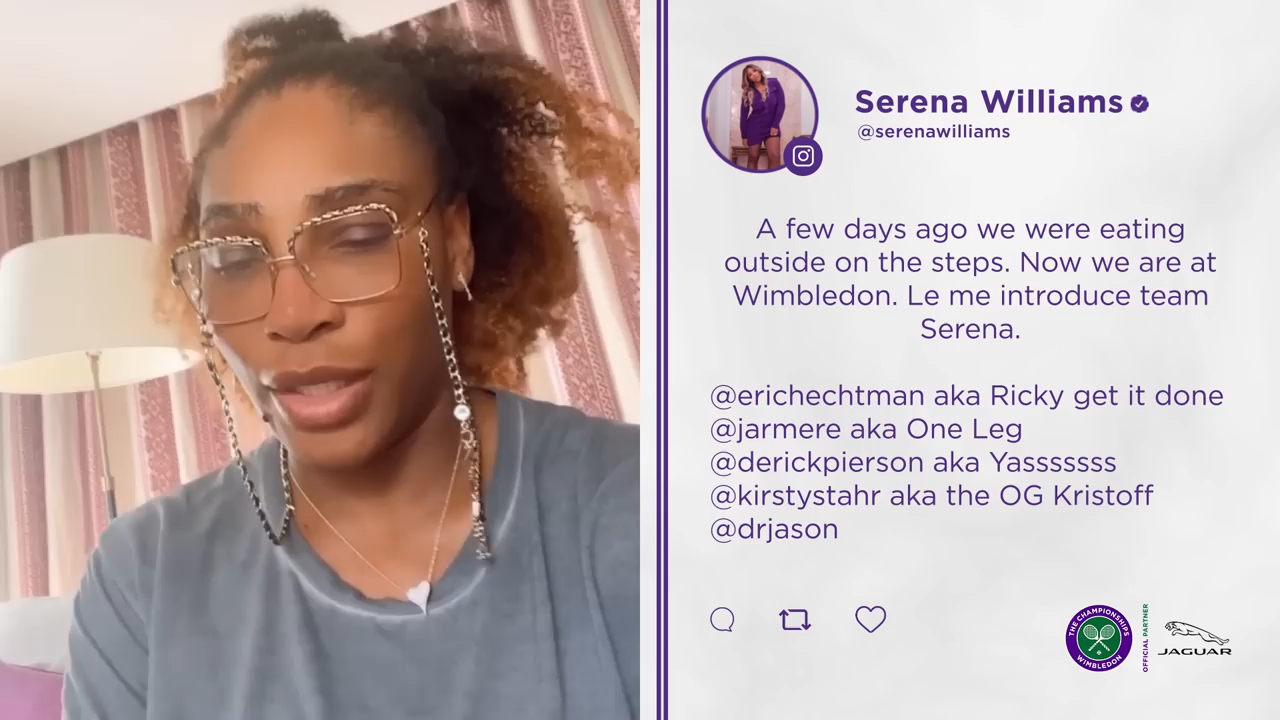 Serena Williams
@serenawilliams
A few days ago we were eating
outside on the steps. Now we are at
Wimbledon. Le me introduce team
Serena.
@erichechtman aka Ricky get it done
@jarmere aka One Leg
@derickpierson aka Yasssssss
@kirstystahr aka the OG Kristoff
@drjason
THE CHAMPIONSHIPS
WIMBLEDON
OFFICIAL PARTNER
JAGUAR